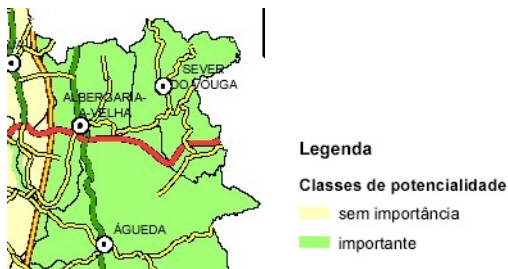 SEVER
DO VOUGA
ALBERGARIA-
A-VELHA
ÁGUEDA
Legenda
Classes de potencialidade
sem importância
importante